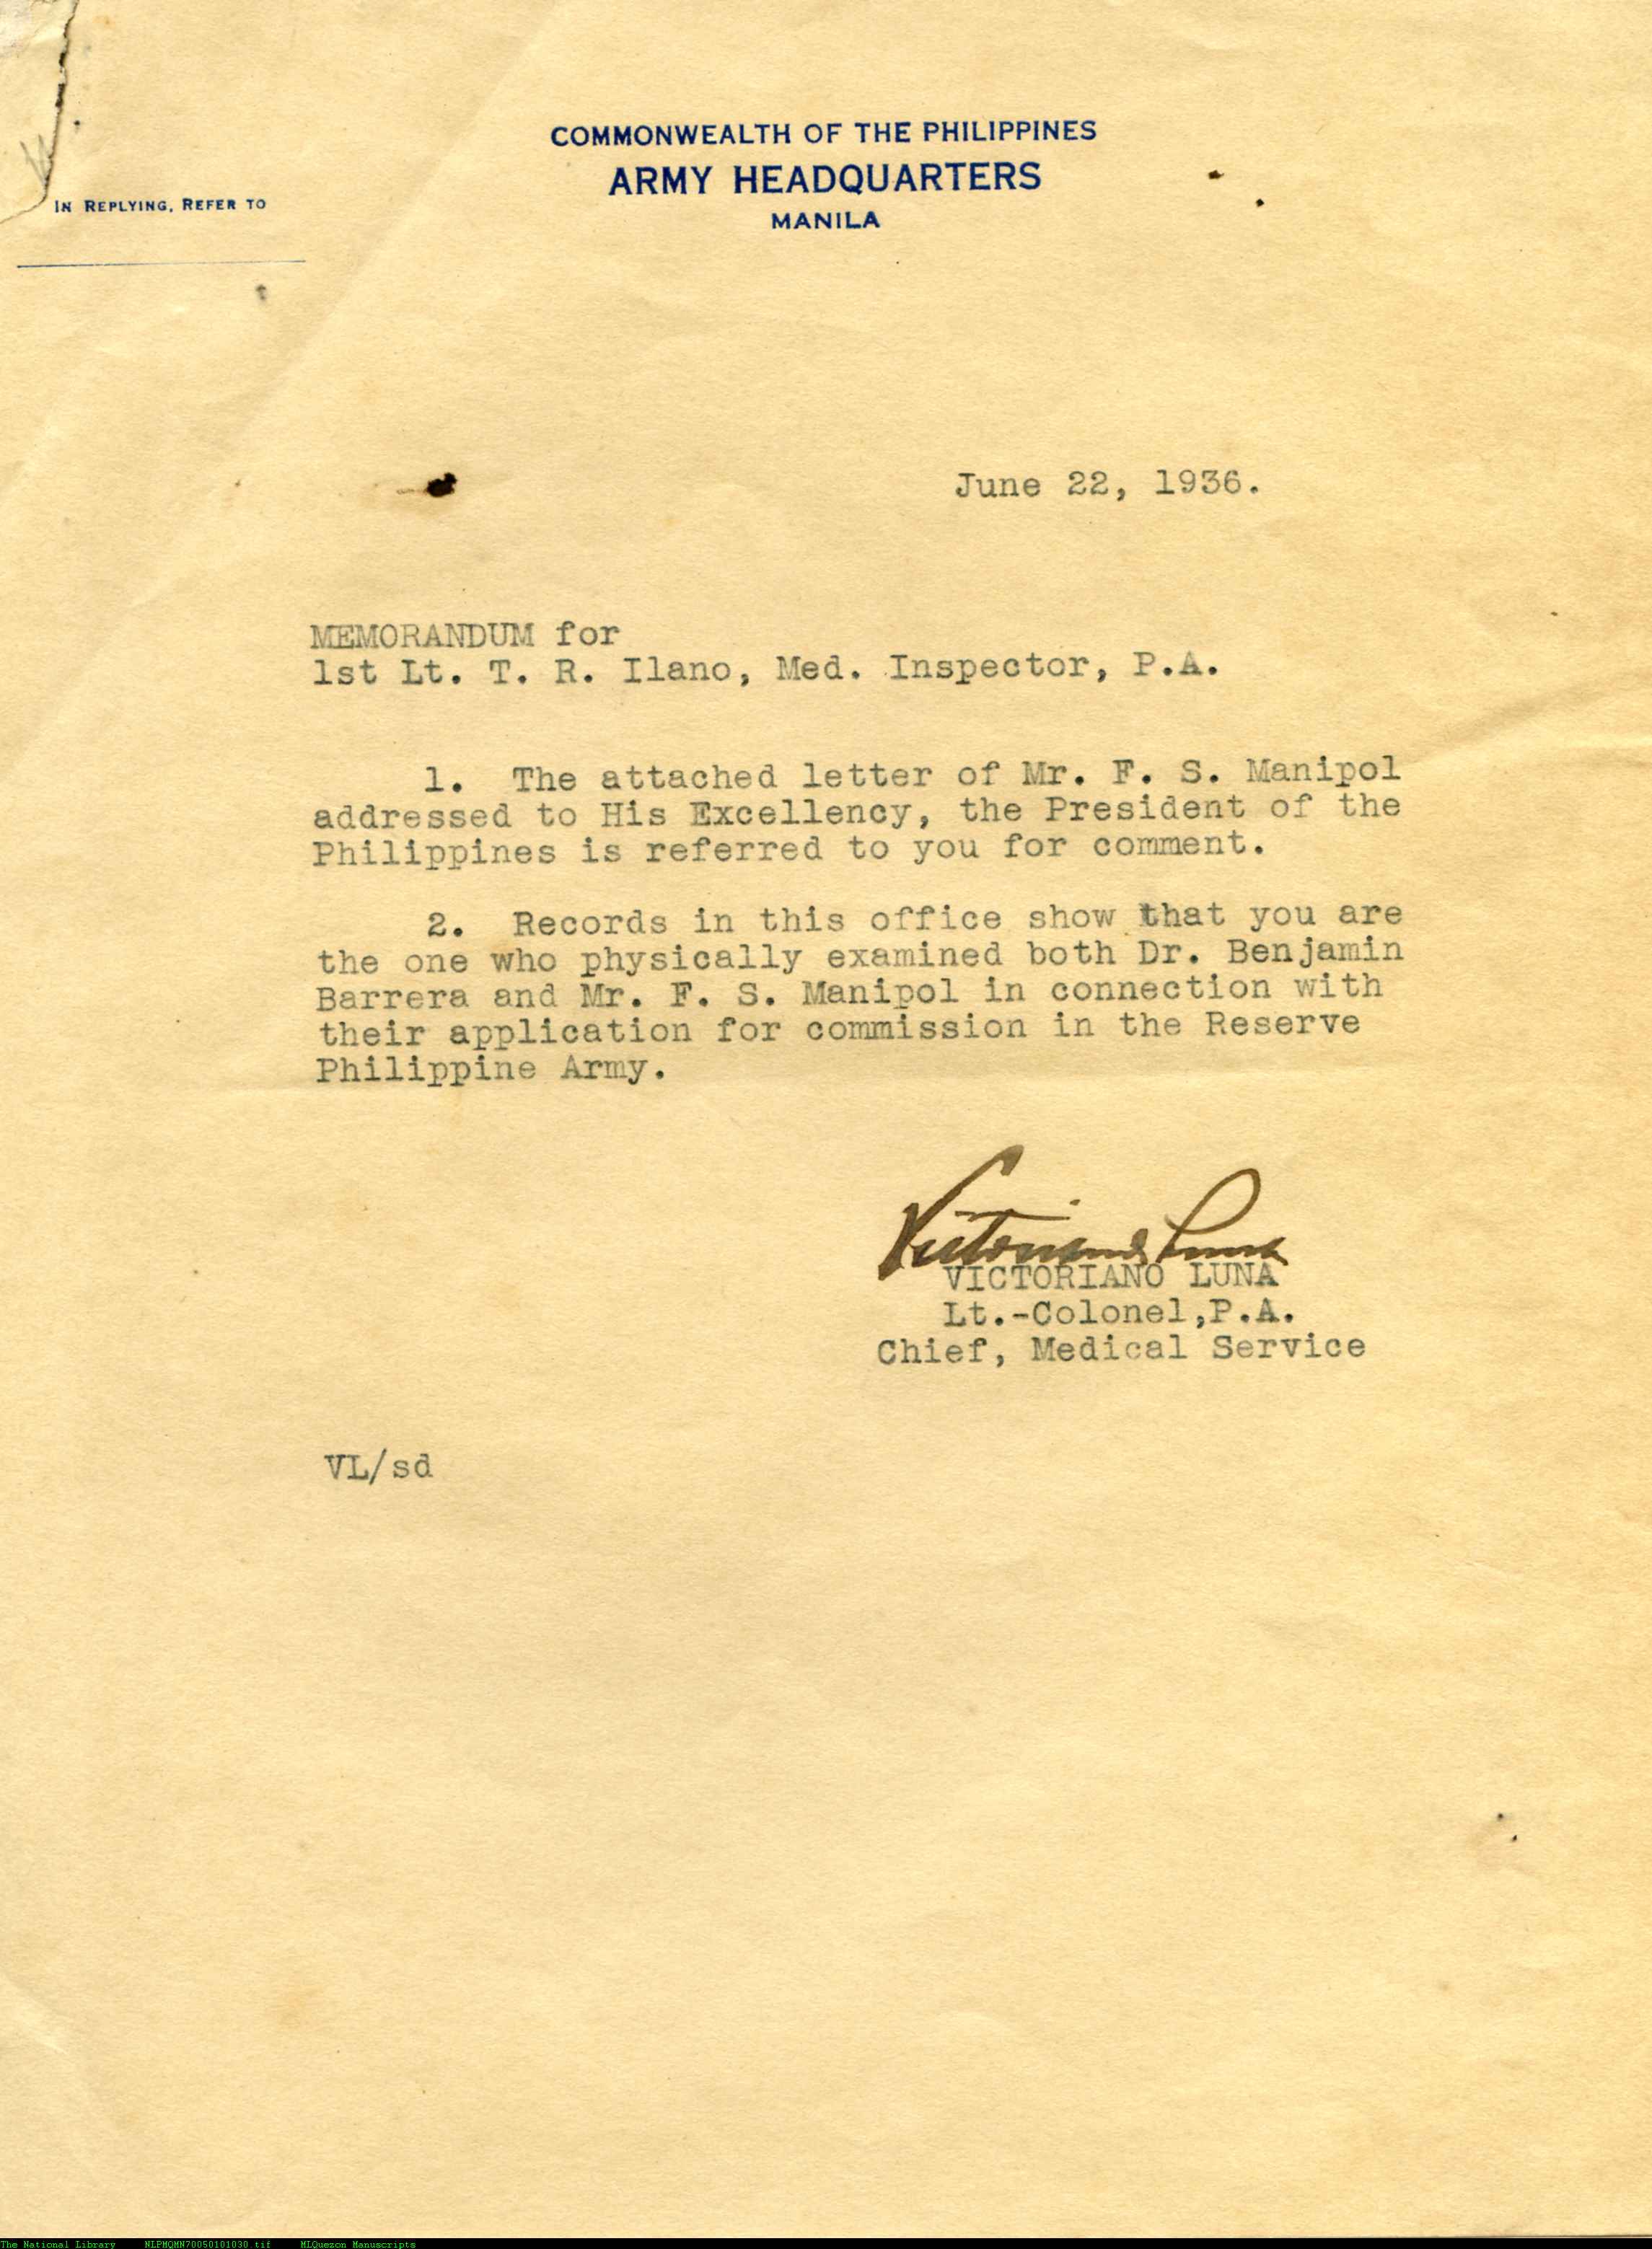 COMMONWEALTH OF THE PHILIPPINES
ARMY HEADQUARTERS
MANILA
IN REPLYING, REFER TO
June 22, 1936.
MEMORANDUM for
1st Lt. T. R. Ilano, Med. Inspector, P.A.
1. The attached letter of Mr. F. S. Manipol
addressed to His Excellency, the President of the
Philippines is referred to you for comment.
2. Records in this office show that you are
the one who physically examined both Dr. Benjamin
Barrera and Mr. F. S. Manipol in connection with
their application for commission in the Reserve
Philippine Army.
Victoriano Luna
VICTORIANO LUNA
Lt.-Colonel,P.A.
Chief, Medical Service
VL/sd
The National Library NLPMQMN70050101030.tif MLQuezon Manuscripts